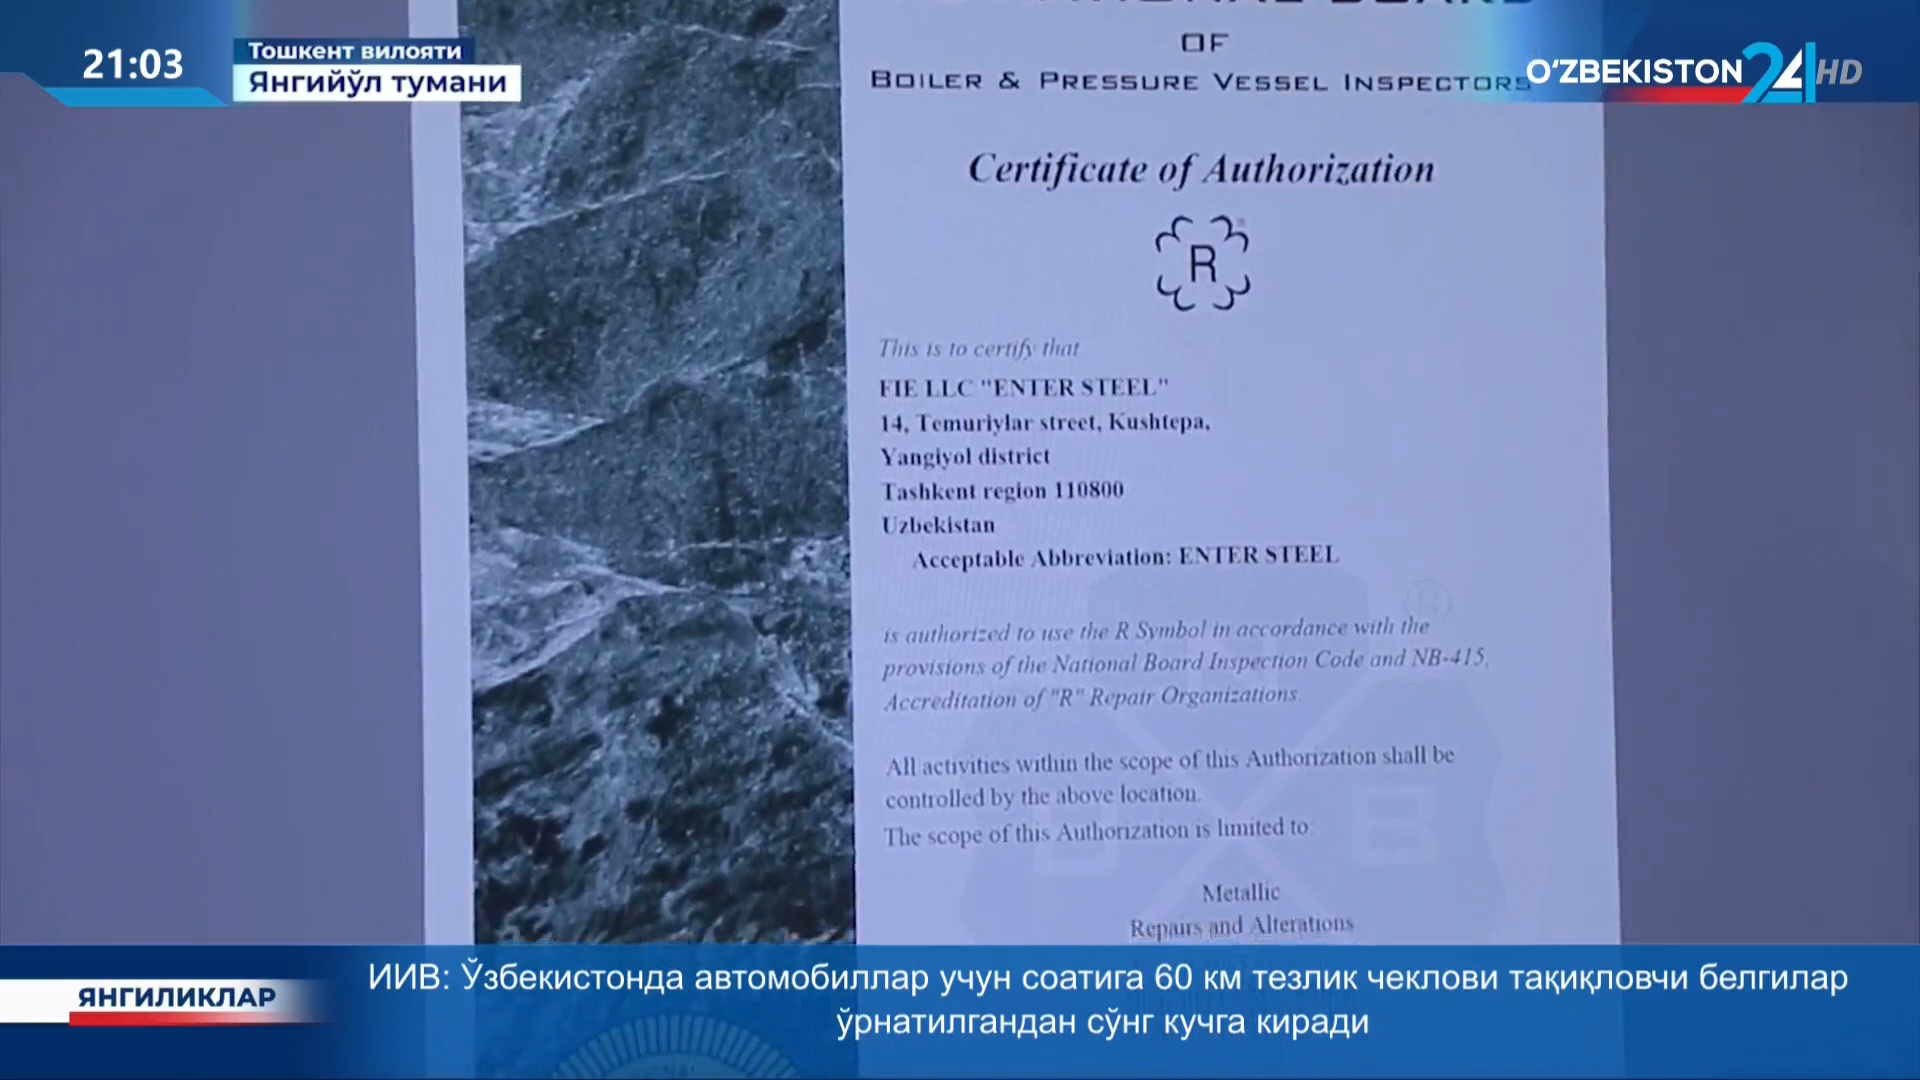 21:03
Тошкент вилояти
Янгийўл тумани
O'ZBEKISTON 24 HD
OF
BOILER & PRESSURE VESSEL INSPECTORS
Certificate of Authorization
R
This is to certify that
FIE LLC "ENTER STEEL"
14, Temuriylar street, Kushtepa,
Yangiyol district
Tashkent region 110800
Uzbekistan
Acceptable Abbreviation: ENTER STEEL
is authorized to use the R Symbol in accordance with the
provisions of the National Board Inspection Code and NB-415,
Accreditation of "R" Repair Organizations.
All activities within the scope of this Authorization shall be
controlled by the above location.
The scope of this Authorization is limited to:
Metallic
Repairs and Alterations
ЯНГИЛИКЛАР
ИИВ: Ўзбекистонда автомобиллар учун соатига 60 км тезлик чеклови тақиқловчи белгилар
ўрнатилгандан сўнг кучга киради